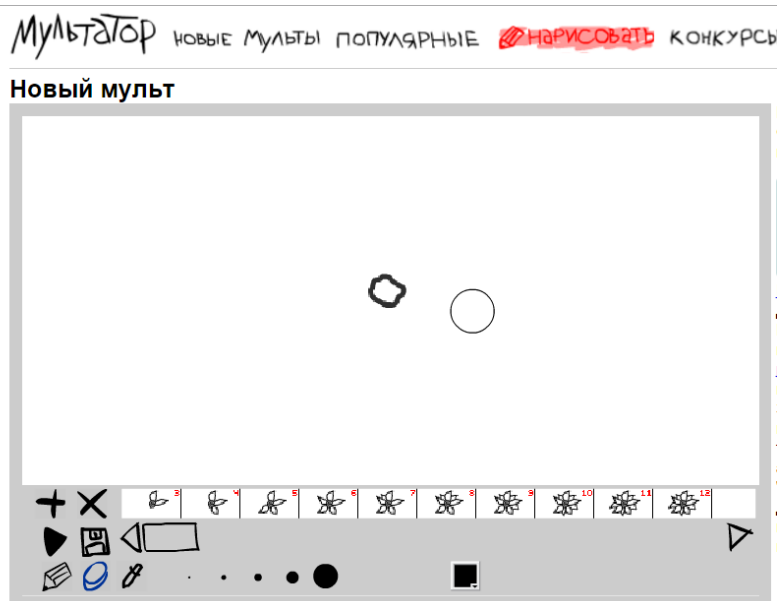 Мультатор новые мульты популярные нарисовать конкурсы
Новый мульт
3 4 5 6 7 8 9 10 11 12